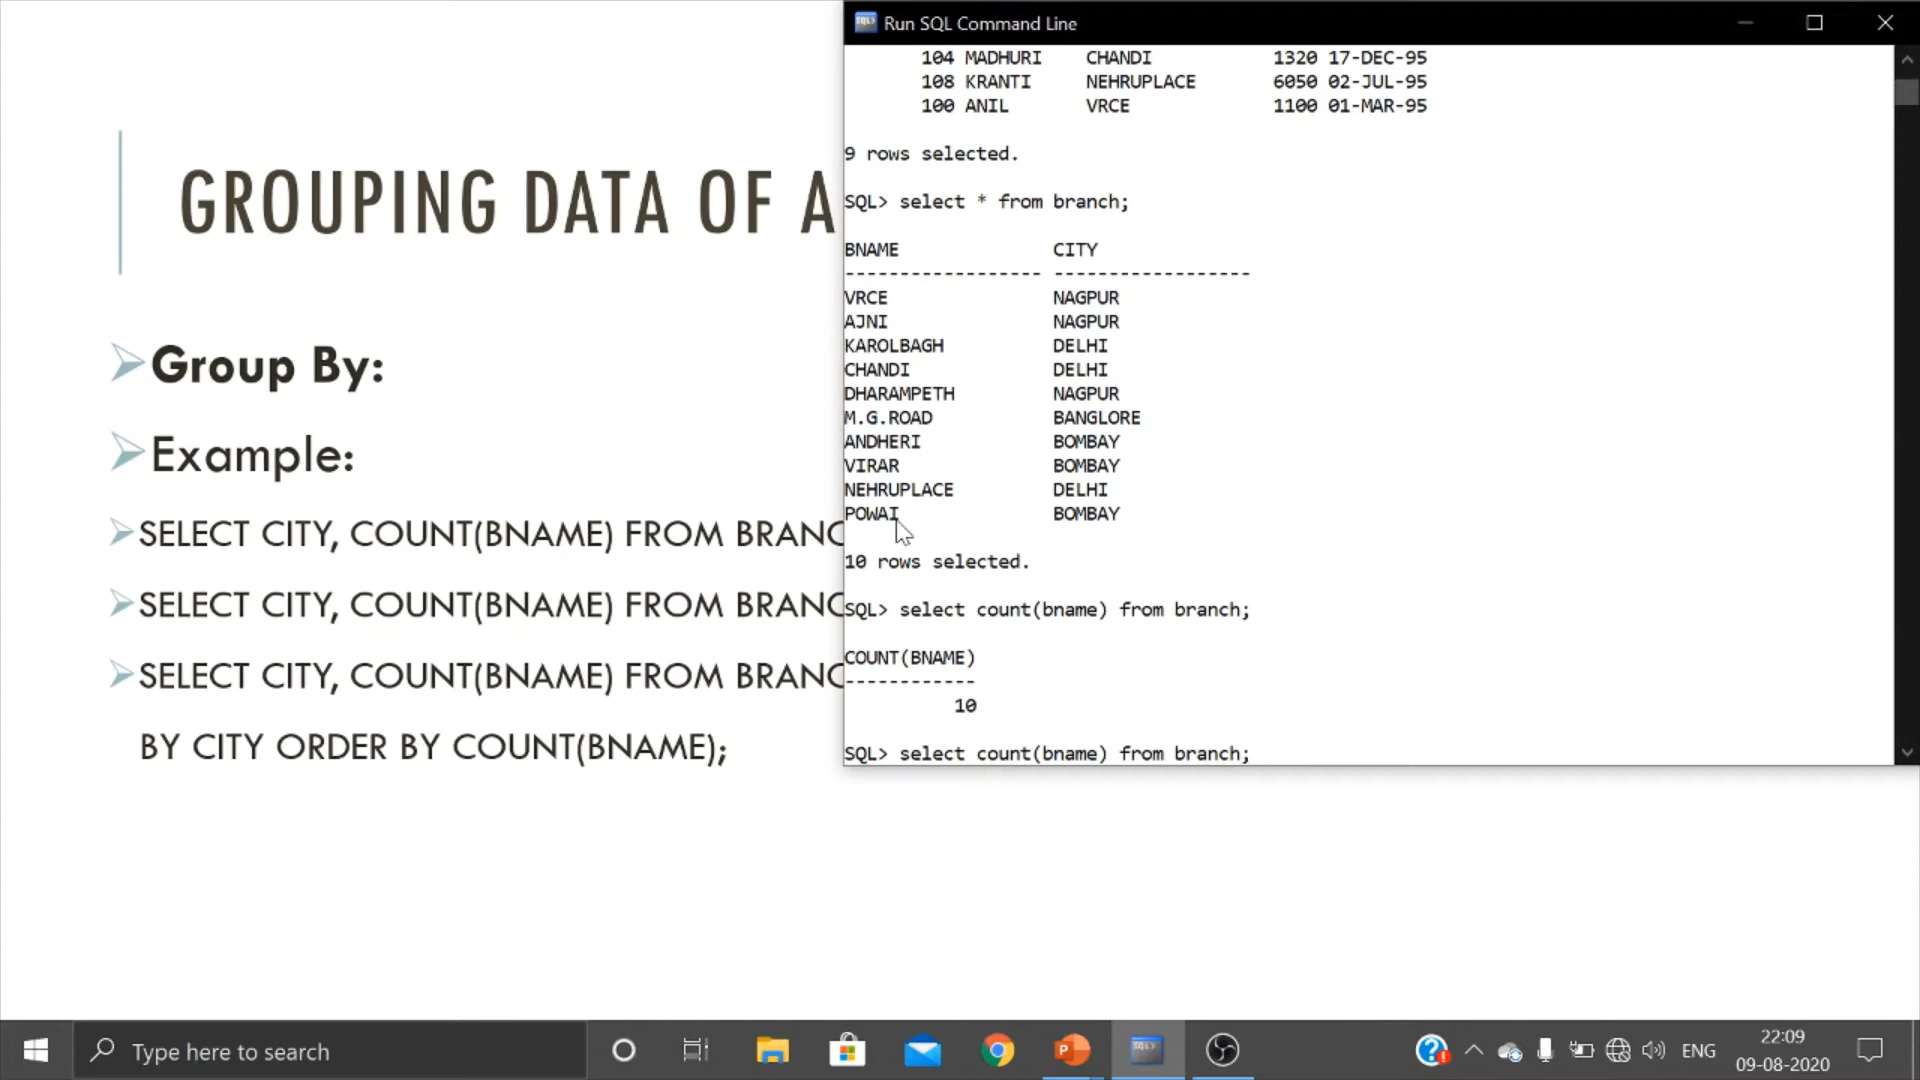 GROUPING DATA OF A
Group By:
Example:
SELECT CITY, COUNT(BNAME) FROM BRANC
SELECT CITY, COUNT(BNAME) FROM BRANC
SELECT CITY, COUNT(BNAME) FROM BRANC
BY CITY ORDER BY COUNT(BNAME);
Run SQL Command Line
104 MADHURI CHANDI 1320 17-DEC-95
108 KRANTI NEHRUPLACE 6050 02-JUL-95
100 ANIL VRCE 1100 01-MAR-95
9 rows selected.
SQL> select * from branch;
BNAME CITY
------------------ ------------------
VRCE NAGPUR
AJNI NAGPUR
KAROLBAGH DELHI
CHANDI DELHI
DHARAMPETH NAGPUR
M.G.ROAD BANGLORE
ANDHERI BOMBAY
VIRAR BOMBAY
NEHRUPLACE DELHI
POWAI BOMBAY
10 rows selected.
SQL> select count(bname) from branch;
COUNT(BNAME)
------------
10
SQL> select count(bname) from branch;
Type here to search
ENG
22:09
09-08-2020